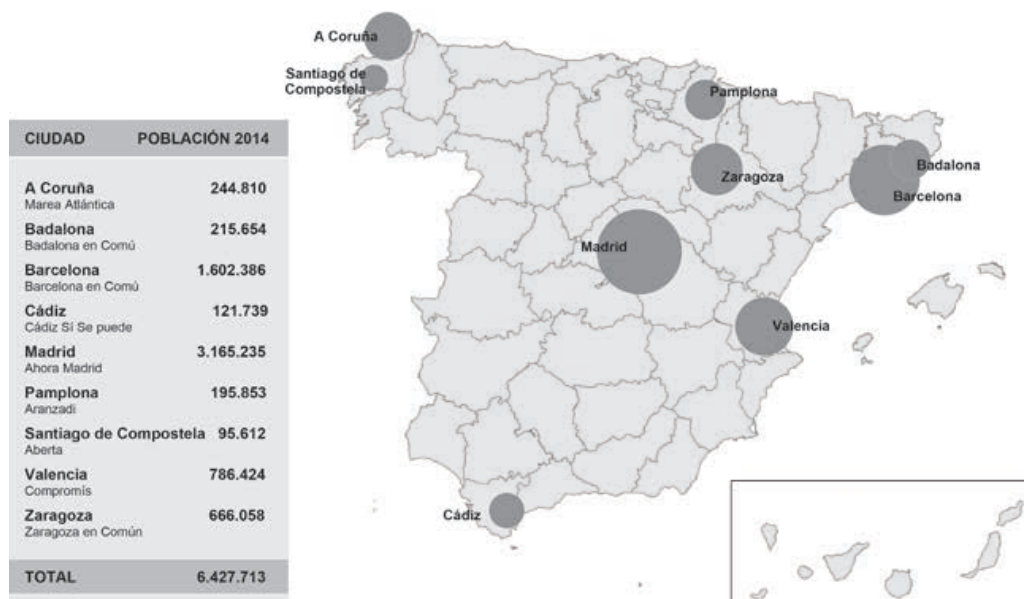 CIUDAD POBLACIÓN 2014
A Coruña 244.810
Marea Atlántica
Badalona 215.654
Badalona en Comú
Barcelona 1.602.386
Barcelona en Comú
Cádiz 121.739
Cádiz Sí Se puede
Madrid 3.165.235
Ahora Madrid
Pamplona 195.853
Aranzadi
Santiago de Compostela 95.612
Aberta
Valencia 786.424
Compromís
Zaragoza 666.058
Zaragoza en Común
TOTAL 6.427.713
A Coruña
Santiago de
Compostela
Pamplona
Zaragoza
Badalona
Barcelona
Madrid
Valencia
Cádiz